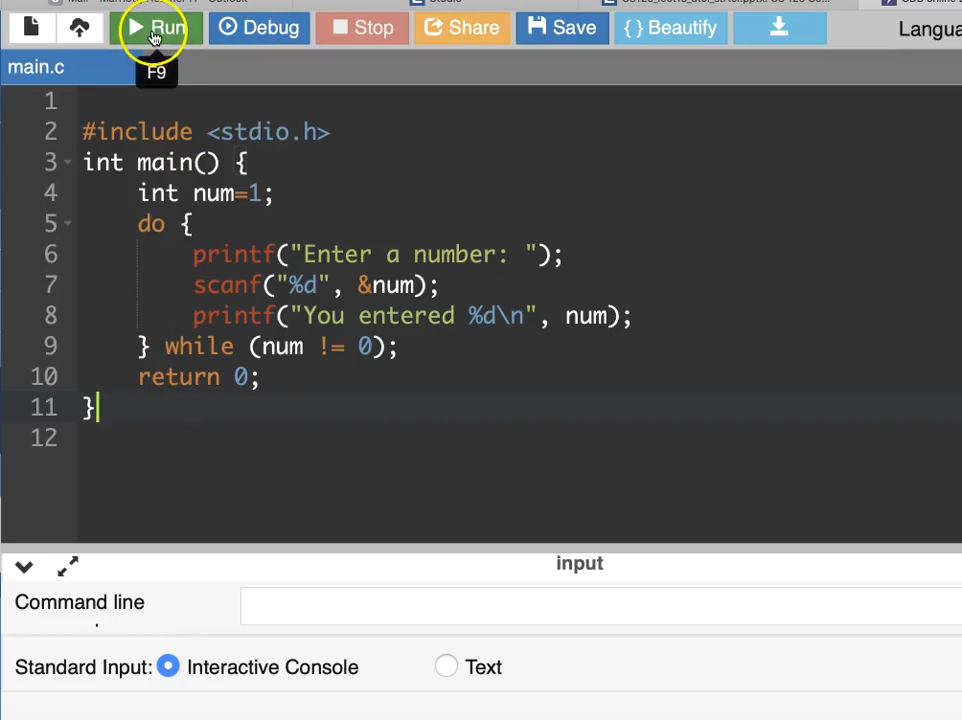 Run Debug Stop Share Save { } Beautify Langua
main.c
F9
1
2 #include <stdio.h>
3 int main() {
4 int num=1;
5 do {
6 printf("Enter a number: ");
7 scanf("%d", &num);
8 printf("You entered %d\n", num);
9 } while (num != 0);
10 return 0;
11 }
12
input
Command line
Standard Input: Interactive Console Text